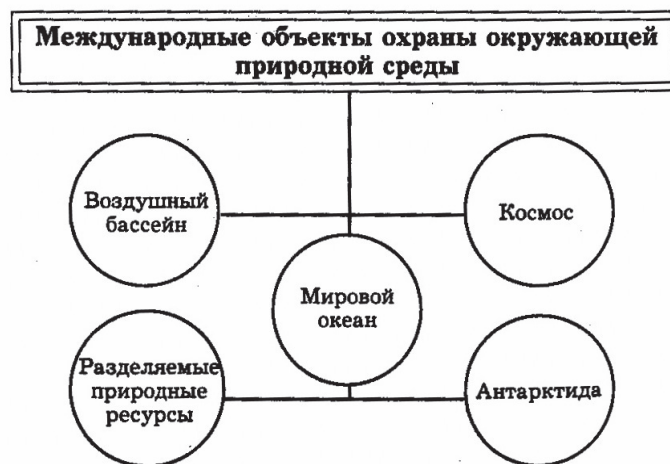 Международные объекты охраны окружающей
природной среды
Воздушный
бассейн
Космос
Мировой
океан
Разделяемые
природные
ресурсы
Антарктида